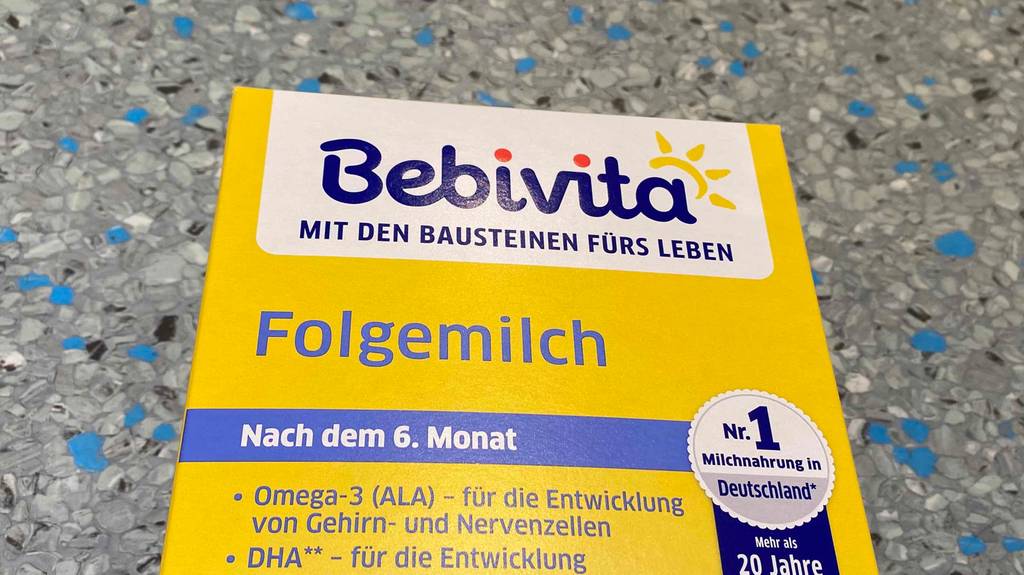 Bebivita
MIT DEN BAUSTEINEN FÜRS LEBEN
Folgemilch
Nach dem 6. Monat
• Omega-3 (ALA) – für die Entwicklung
von Gehirn- und Nervenzellen
• DHA** – für die Entwicklung
Nr. 1
Milchnahrung in
Deutschland*
Mehr als
20 Jahre